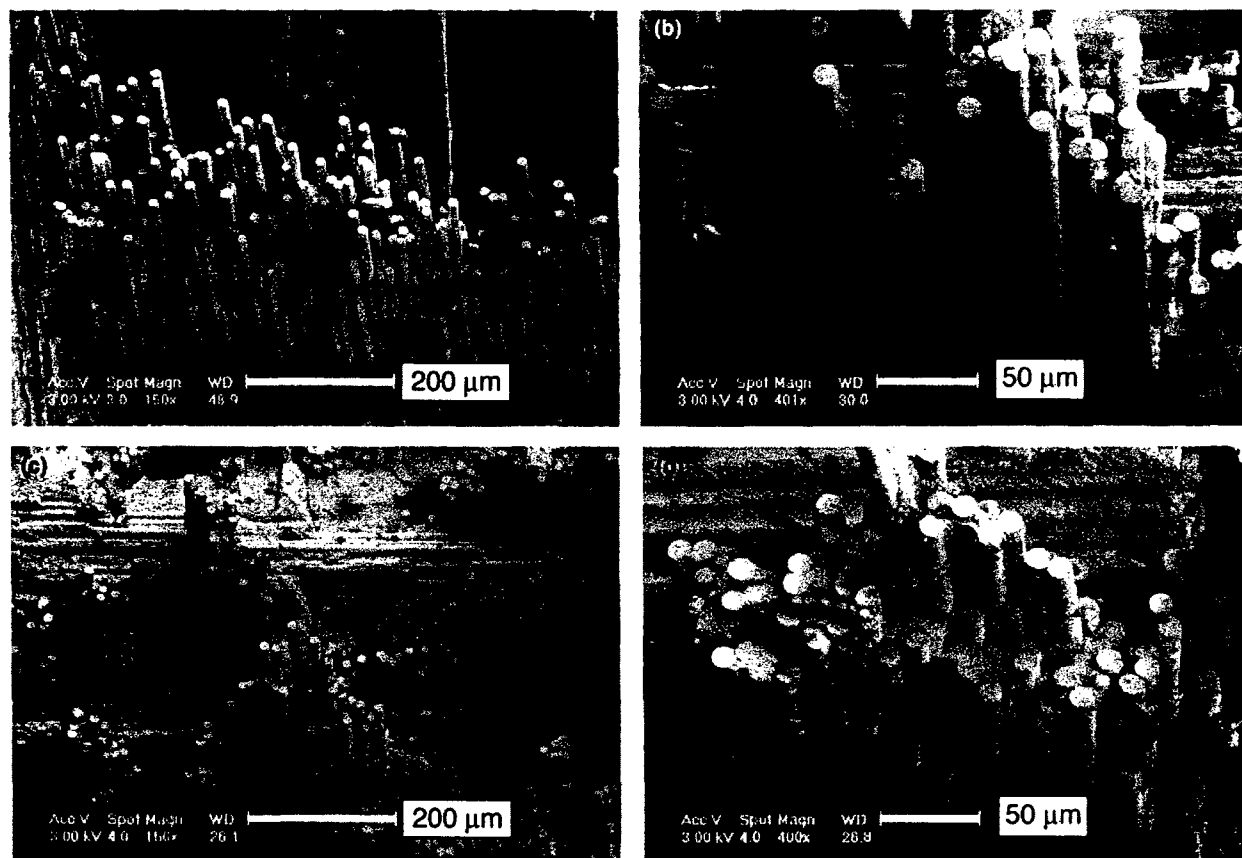 (b)
Acc.V Spot Magn WD
3.00 kV 3.0 150x 48.9
200 μm
Acc.V Spot Magn WD
3.00 kV 4.0 401x 30.0
50 μm
(c)
Acc V Spot Magn WD
3.00 kV 4.0 150x 26.1
200 μm
Acc.V Spot Magn WD
3.00 kV 4.0 400x 26.8
50 μm